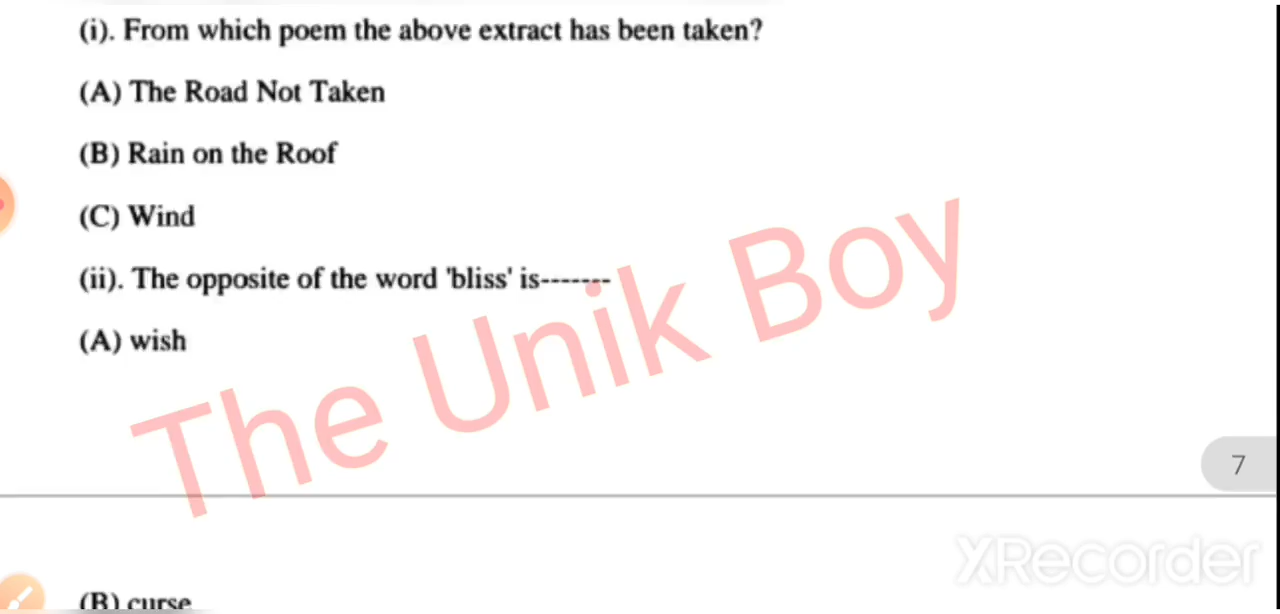 (i). From which poem the above extract has been taken?
(A) The Road Not Taken
(B) Rain on the Roof
(C) Wind
(ii). The opposite of the word 'bliss' is-------
(A) wish
The Unik Boy
7
XRecorder
(B) curse